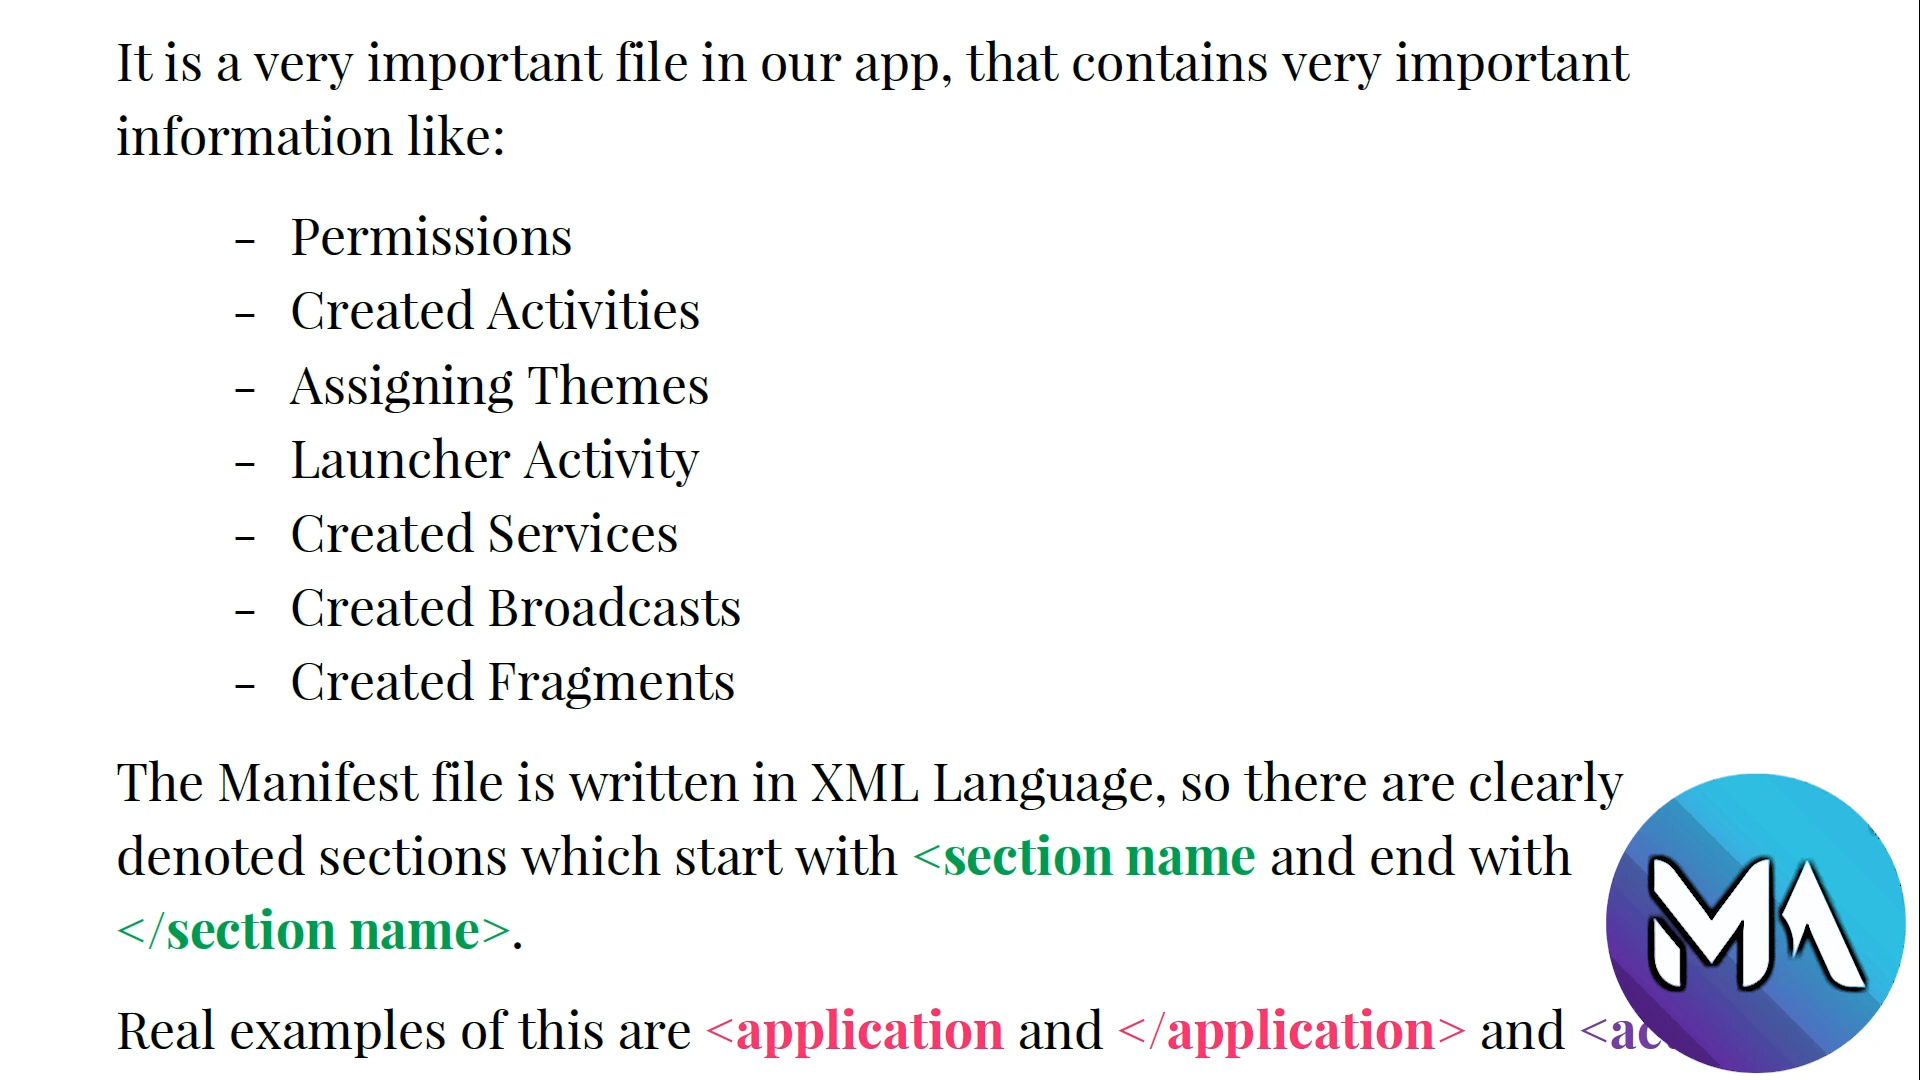 It is a very important file in our app, that contains very important
information like:
- Permissions
- Created Activities
- Assigning Themes
- Launcher Activity
- Created Services
- Created Broadcasts
- Created Fragments
The Manifest file is written in XML Language, so there are clearly
denoted sections which start with <section name and end with
</section name>.
Real examples of this are <application and </application> and
MA